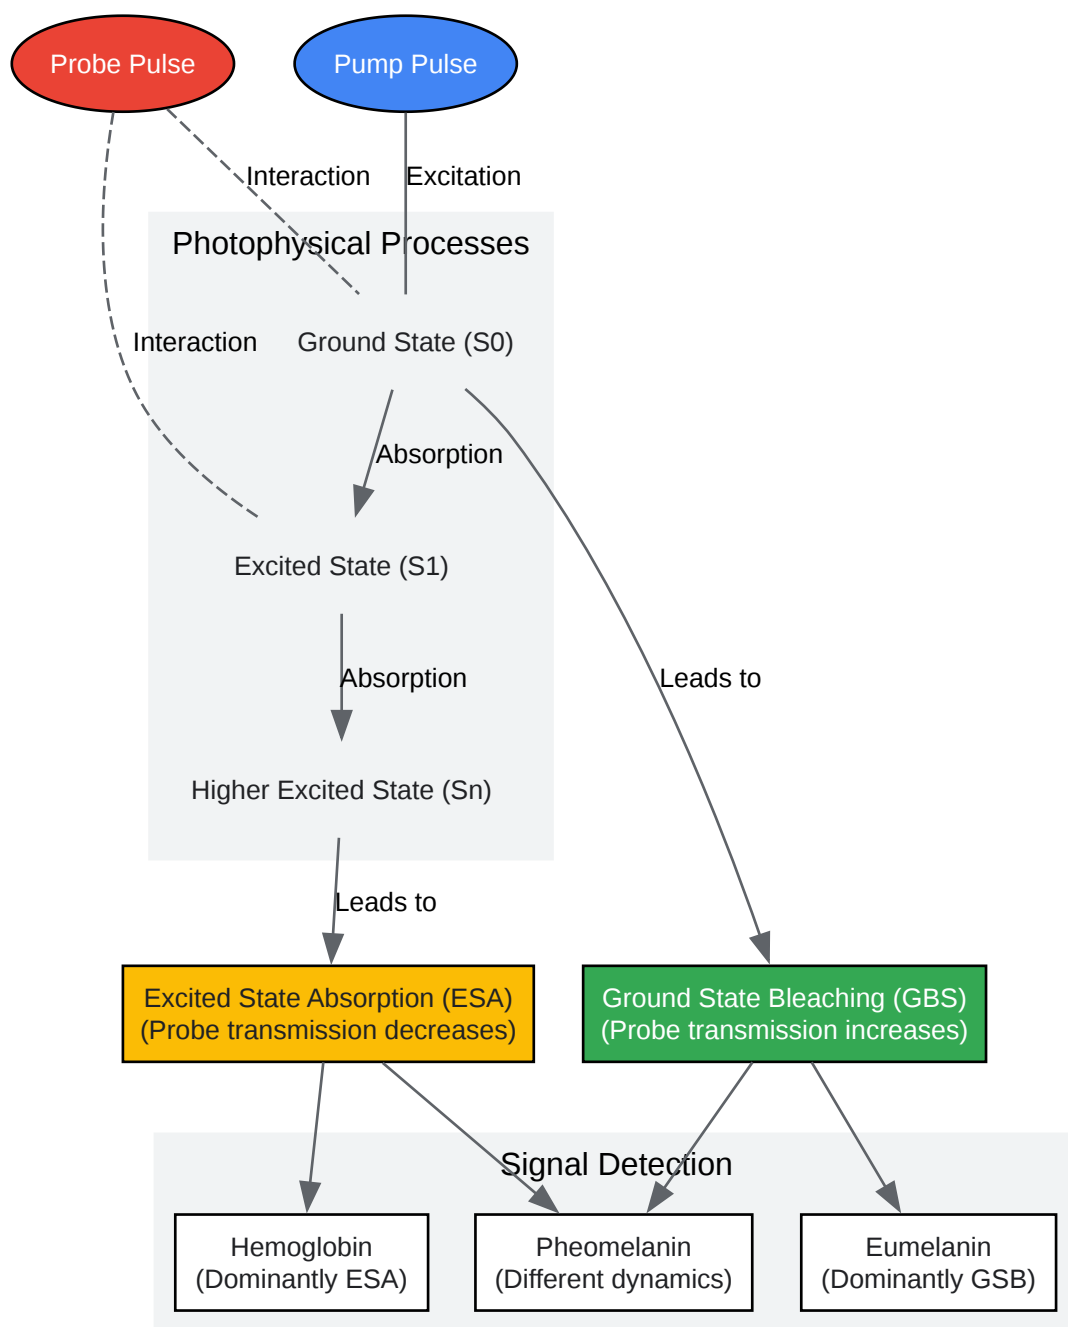 Probe Pulse
Pump Pulse
Interaction
Excitation
Photophysical Processes
Interaction
Ground State (S0)
Absorption
Excited State (S1)
Absorption
Leads to
Higher Excited State (Sn)
Leads to
Excited State Absorption (ESA)
(Probe transmission decreases)
Ground State Bleaching (GBS)
(Probe transmission increases)
Signal Detection
Hemoglobin
(Dominantly ESA)
Pheomelanin
(Different dynamics)
Eumelanin
(Dominantly GSB)